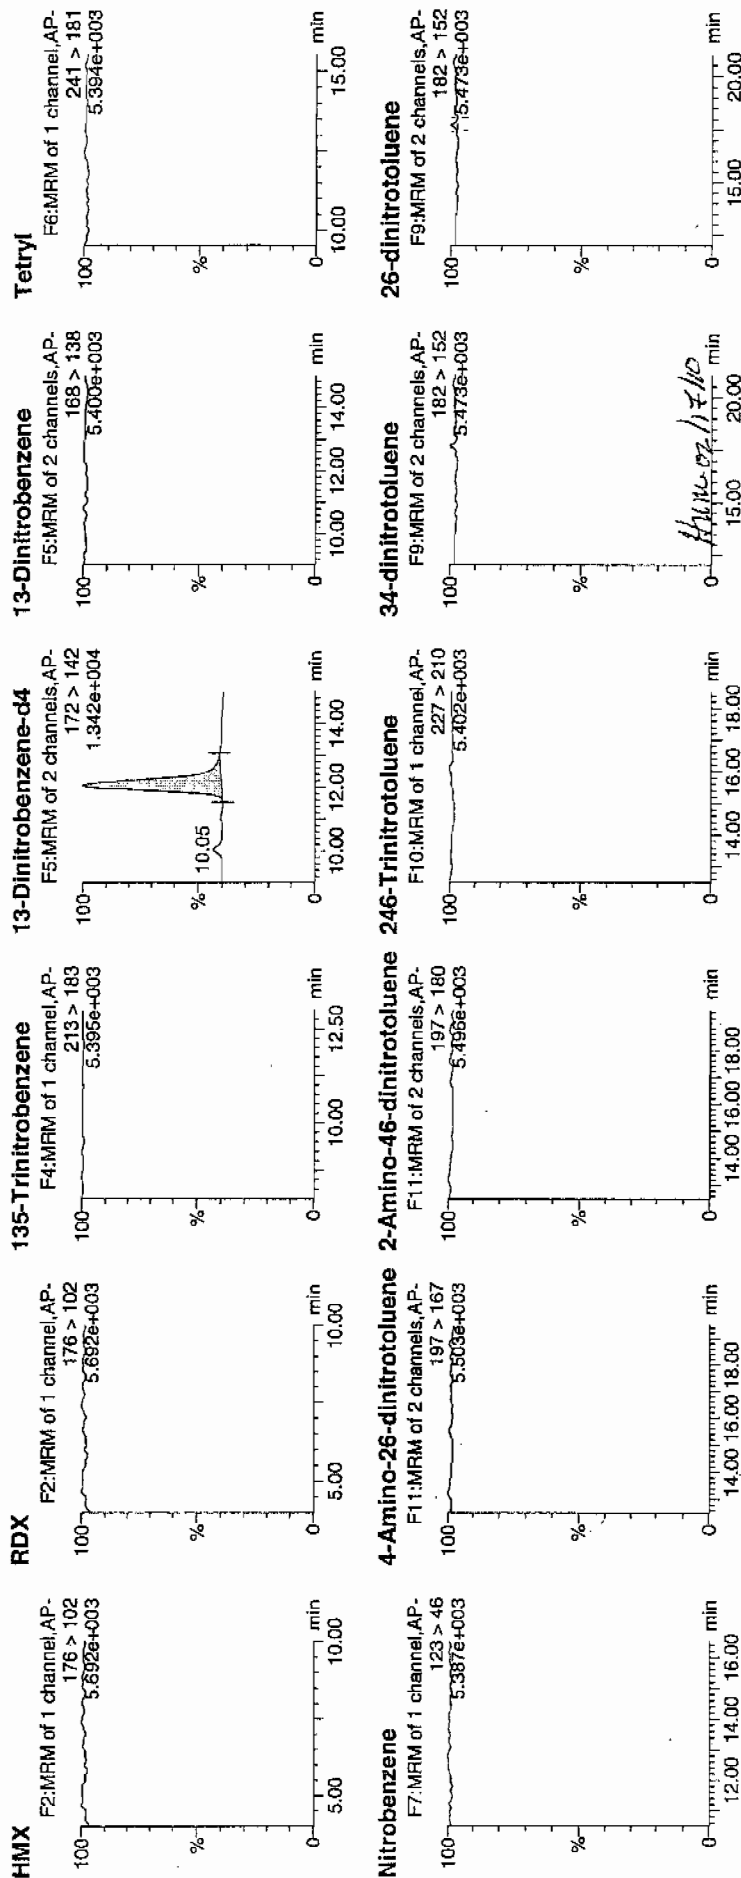 HMX
F2:MRM of 1 channel,AP-
176 > 102
5.692e+003
100
%
0
5.00
10.00
min
RDX
F2:MRM of 1 channel,AP-
176 > 102
5.692e+003
100
%
0
5.00
10.00
min
135-Trinitrobenzene
F4:MRM of 1 channel,AP-
213 > 183
5.395e+003
100
%
0
10.00
12.50
min
13-Dinitrobenzene-d4
F5:MRM of 2 channels,AP-
172 > 142
1.342e+004
100
%
0
10.05
10.00
12.00
14.00
min
13-Dinitrobenzene
F5:MRM of 2 channels,AP-
168 > 138
5.400e+003
100
%
0
10.00
12.00
14.00
min
Tetryl
F6:MRM of 1 channel,AP-
241 > 181
5.394e+003
100
%
0
10.00
15.00
min
Nitrobenzene
F7:MRM of 1 channel,AP-
123 > 46
5.387e+003
100
%
0
12.00
14.00
16.00
min
4-Amino-26-dinitrotoluene
F11:MRM of 2 channels,AP-
197 > 167
5.503e+003
100
%
0
14.00
16.00
18.00
min
2-Amino-46-dinitrotoluene
F11:MRM of 2 channels,AP-
197 > 180
5.496e+003
100
%
0
14.00
16.00
18.00
min
246-Trinitrotoluene
F10:MRM of 1 channel,AP-
227 > 210
5.402e+003
100
%
0
14.00
16.00
18.00
min
34-dinitrotoluene
F9:MRM of 2 channels,AP-
182 > 152
5.473e+003
100
%
0
15.00
20.00
min
02/17/10
26-dinitrotoluene
F9:MRM of 2 channels,AP-
182 > 152
5.473e+003
100
%
0
15.00
20.00
min